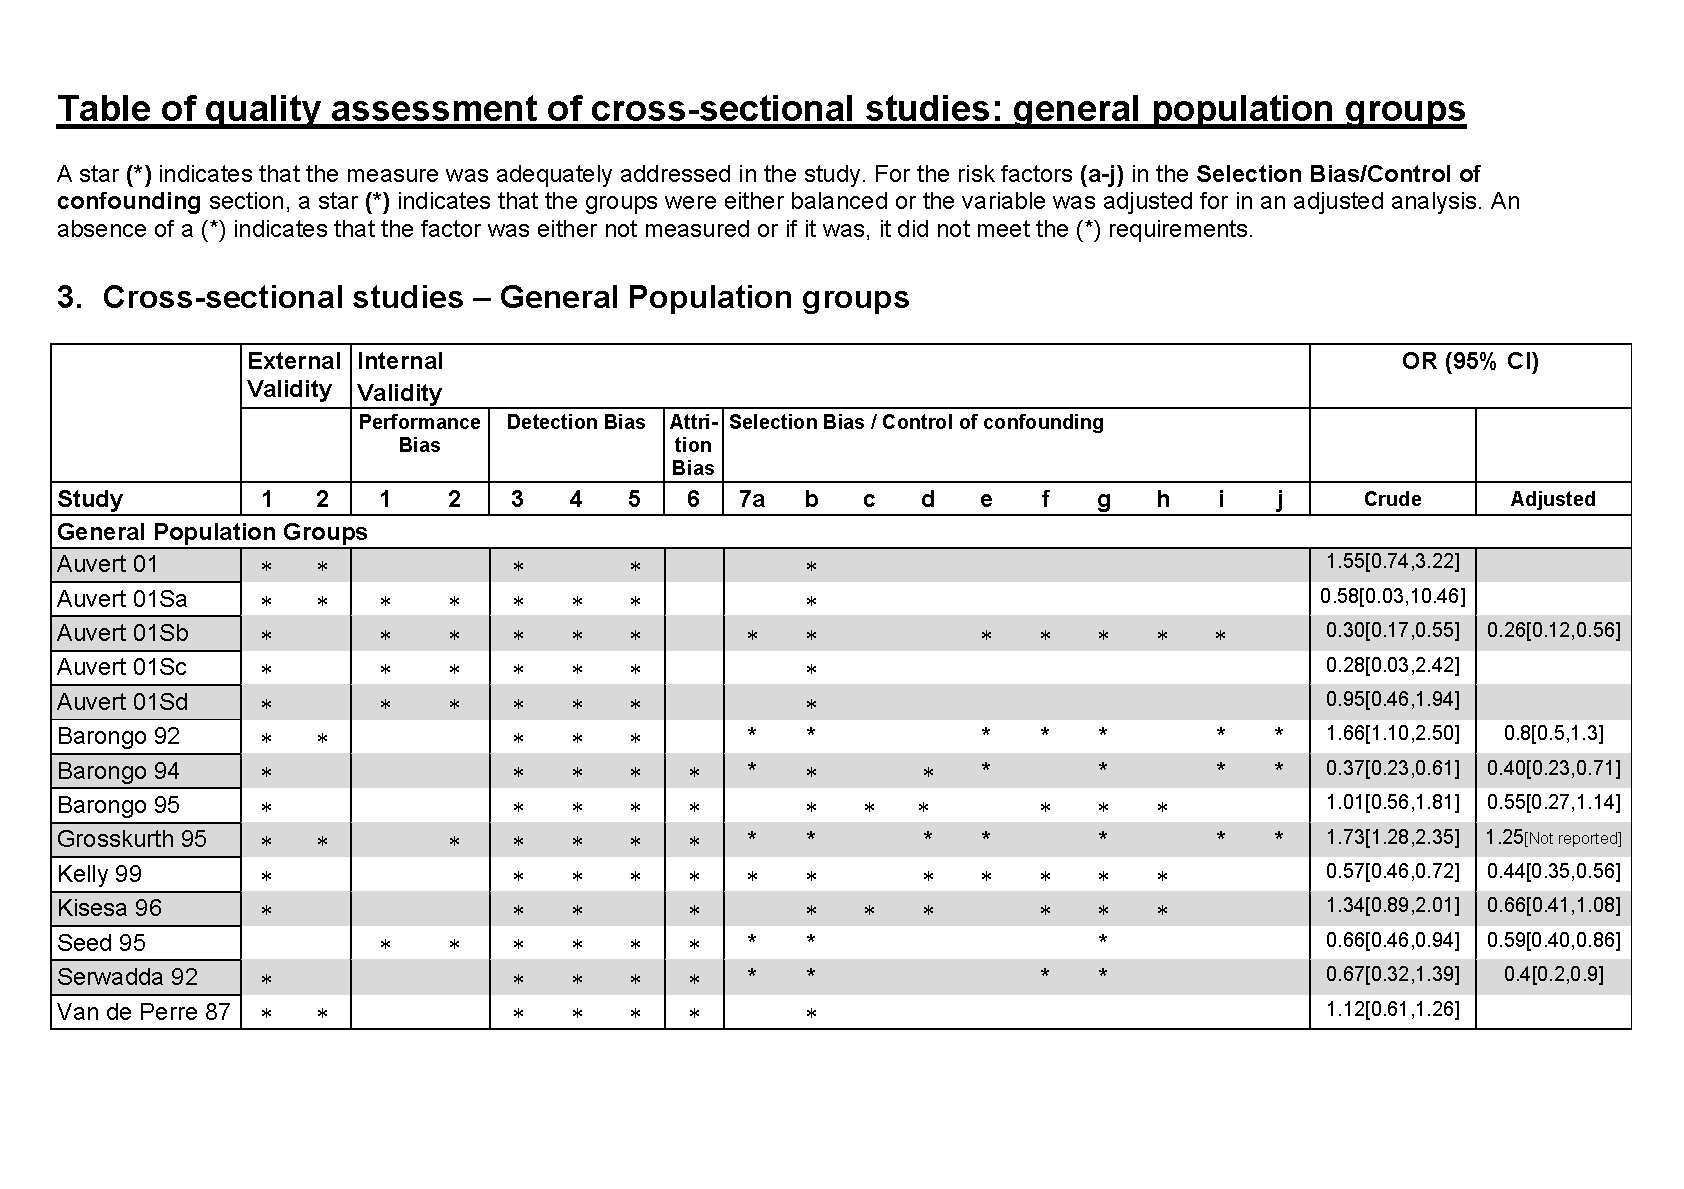 Table of quality assessment of cross-sectional studies: general population groups
A star (*) indicates that the measure was adequately addressed in the study. For the risk factors (a-j) in the Selection Bias/Control of
confounding section, a star (*) indicates that the groups were either balanced or the variable was adjusted for in an adjusted analysis. An
absence of a (*) indicates that the factor was either not measured or if it was, it did not meet the (*) requirements.
3. Cross-sectional studies – General Population groups
External Validity Internal Validity OR (95% CI)
Performance Bias Detection Bias Attri-tion Bias Selection Bias / Control of confounding
Study 1 2 1 2 3 4 5 6 7a b c d e f g h i j Crude Adjusted
General Population Groups
Auvert 01 * * * * * 1.55[0.74,3.22]
Auvert 01Sa * * * * * * * * 0.58[0.03,10.46]
Auvert 01Sb * * * * * * * * * * * * * 0.30[0.17,0.55] 0.26[0.12,0.56]
Auvert 01Sc * * * * * * * 0.28[0.03,2.42]
Auvert 01Sd * * * * * * * 0.95[0.46,1.94]
Barongo 92 * * * * * * * * * * * * 1.66[1.10,2.50] 0.8[0.5,1.3]
Barongo 94 * * * * * * * * * * * * 0.37[0.23,0.61] 0.40[0.23,0.71]
Barongo 95 * * * * * * * * * * * 1.01[0.56,1.81] 0.55[0.27,1.14]
Grosskurth 95 * * * * * * * * * * * * * * 1.73[1.28,2.35] 1.25[Not reported]
Kelly 99 * * * * * * * * * * * * 0.57[0.46,0.72] 0.44[0.35,0.56]
Kisesa 96 * * * * * * * * * * 1.34[0.89,2.01] 0.66[0.41,1.08]
Seed 95 * * * * * * * * * 0.66[0.46,0.94] 0.59[0.40,0.86]
Serwadda 92 * * * * * * * * * 0.67[0.32,1.39] 0.4[0.2,0.9]
Van de Perre 87 * * * * * * * 1.12[0.61,1.26]